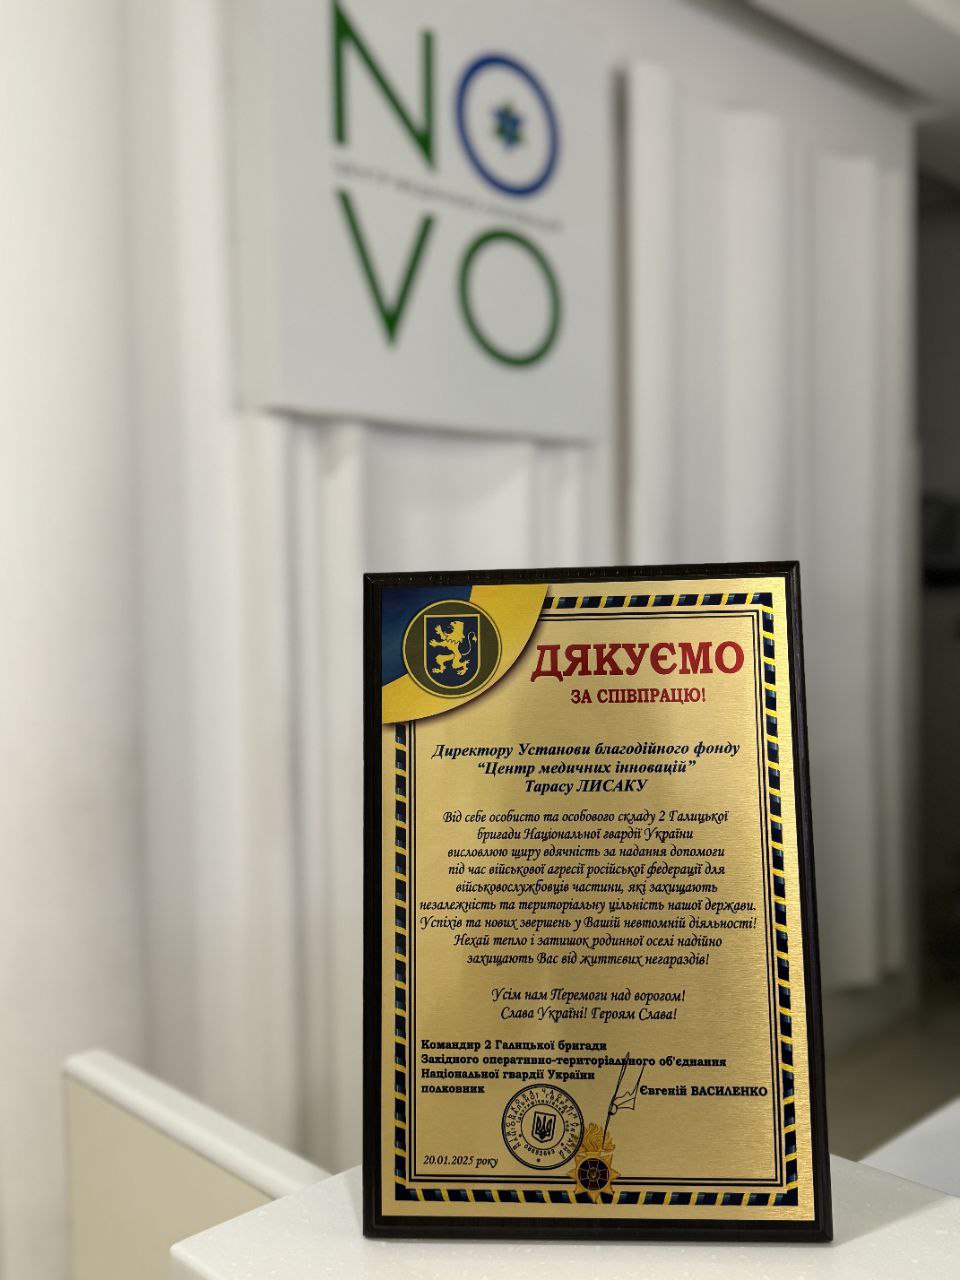 NO
ЦЕНТР МЕДИЧНИХ ІННОВАЦІЙ
VO
ДЯКУЄМО
ЗА СПІВПРАЦЮ!
Директору Установи благодійного фонду
“Центр медичних інновацій”
Тарасу ЛИСАКУ
Від себе особисто та особового складу 2 Галицької
бригади Національної гвардії України
висловлюю щиру вдячність за надання допомоги
під час військової агресії російської федерації для
військовослужбовців частини, які захищають
незалежність та територіальну цільність нашої держави.
Успіхів та нових звершень у Вашій невтомній діяльності!
Нехай тепло і затишок родинної оселі надійно
захищають Вас від життєвих негараздів!
Усім нам Перемоги над ворогом!
Слава Україні! Героям Слава!
Командир 2 Галицької бригади
Західного оперативно-територіального об'єднання
Національної гвардії України
полковник Євгеній ВАСИЛЕНКО
20.01.2025 року